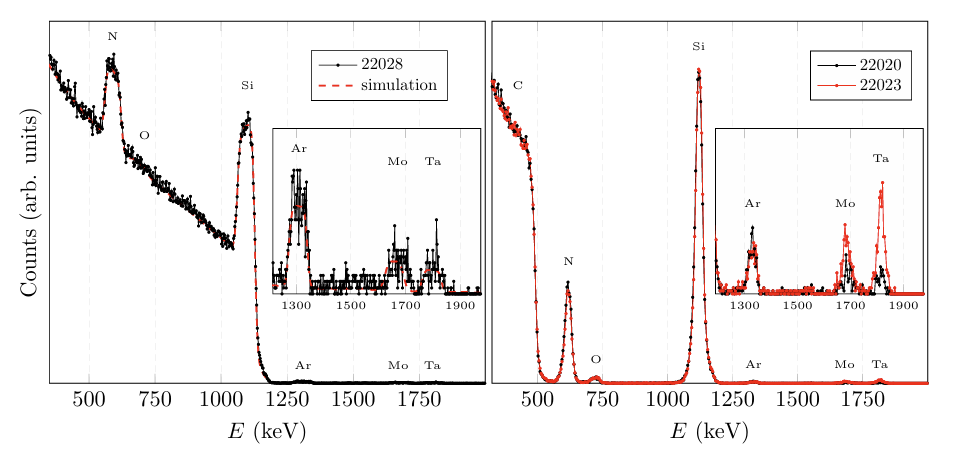 Counts (arb. units)
N
O
Si
22028
simulation
Ar
Mo
Ta
1300
1500
1700
1900
Ar
Mo
Ta
500
750
1000
1250
1500
1750
E (keV)
C
N
O
Si
22020
22023
Ar
Mo
Ta
1300
1500
1700
1900
Ar
Mo
Ta
500
750
1000
1250
1500
1750
E (keV)